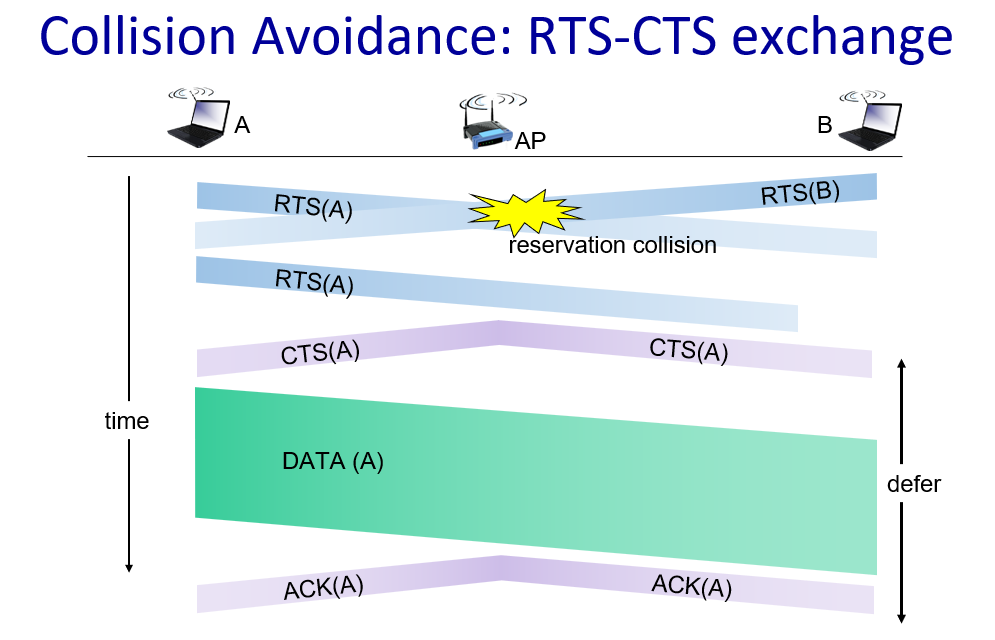 Collision Avoidance: RTS-CTS exchange
A
AP
B
RTS(A)
RTS(B)
reservation collision
RTS(A)
CTS(A)
CTS(A)
time
DATA (A)
defer
ACK(A)
ACK(A)